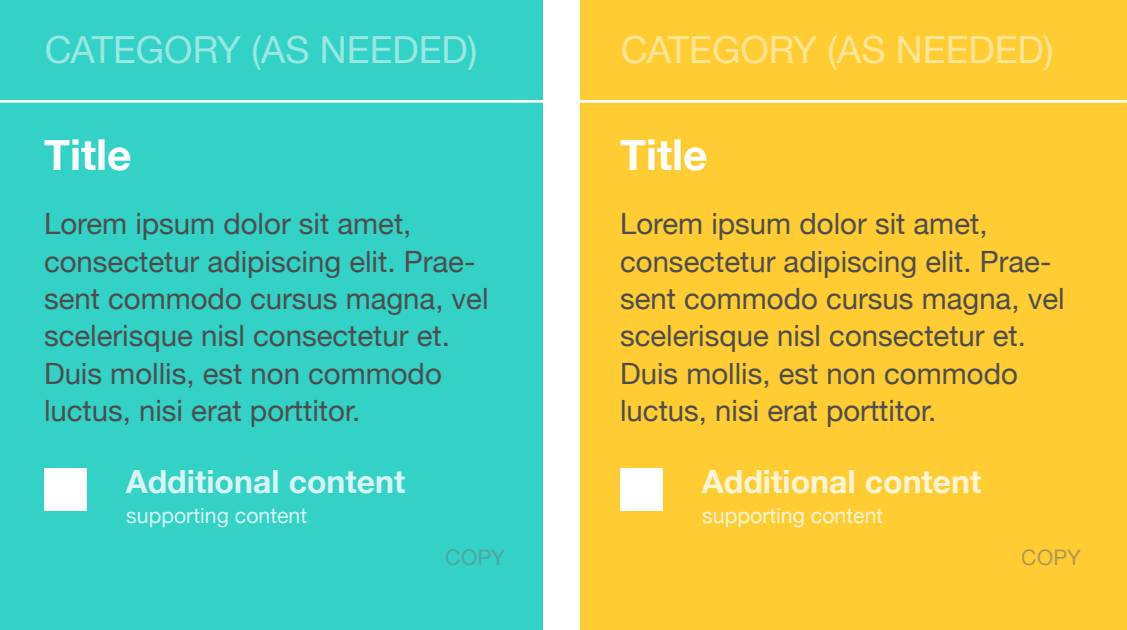 CATEGORY (AS NEEDED)
Title
Lorem ipsum dolor sit amet,
consectetur adipiscing elit. Prae-
sent commodo cursus magna, vel
scelerisque nisl consectetur et.
Duis mollis, est non commodo
luctus, nisi erat porttitor.
Additional content
supporting content
COPY
CATEGORY (AS NEEDED)
Title
Lorem ipsum dolor sit amet,
consectetur adipiscing elit. Prae-
sent commodo cursus magna, vel
scelerisque nisl consectetur et.
Duis mollis, est non commodo
luctus, nisi erat porttitor.
Additional content
supporting content
COPY